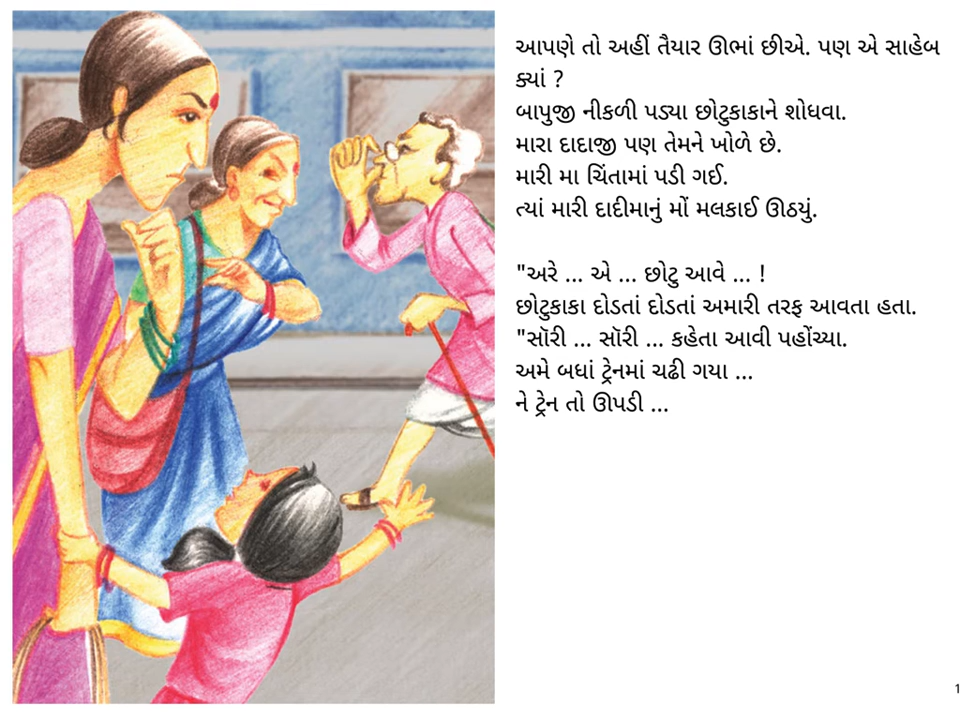 આપણે તો અહીં તૈયાર ઊભાં છીએ. પણ એ સાહેબ
ક્યાં ?
બાપુજી નીકળી પડ્યા છોટુકાકાને શોધવા.
મારા દાદાજી પણ તેમને ખોળે છે.
મારી મા ચિંતામાં પડી ગઈ.
ત્યાં મારી દાદીમાનું મોં મલકાઈ ઊઠયું.
"અરે ... એ ... છોટુ આવે ... !
છોટુકાકા દોડતાં દોડતાં અમારી તરફ આવતા હતા.
"સૉરી ... સૉરી ... કહેતા આવી પહોંચ્યા.
અમે બધાં ટ્રેનમાં ચઢી ગયા ...
ને ટ્રેન તો ઊપડી ...
1